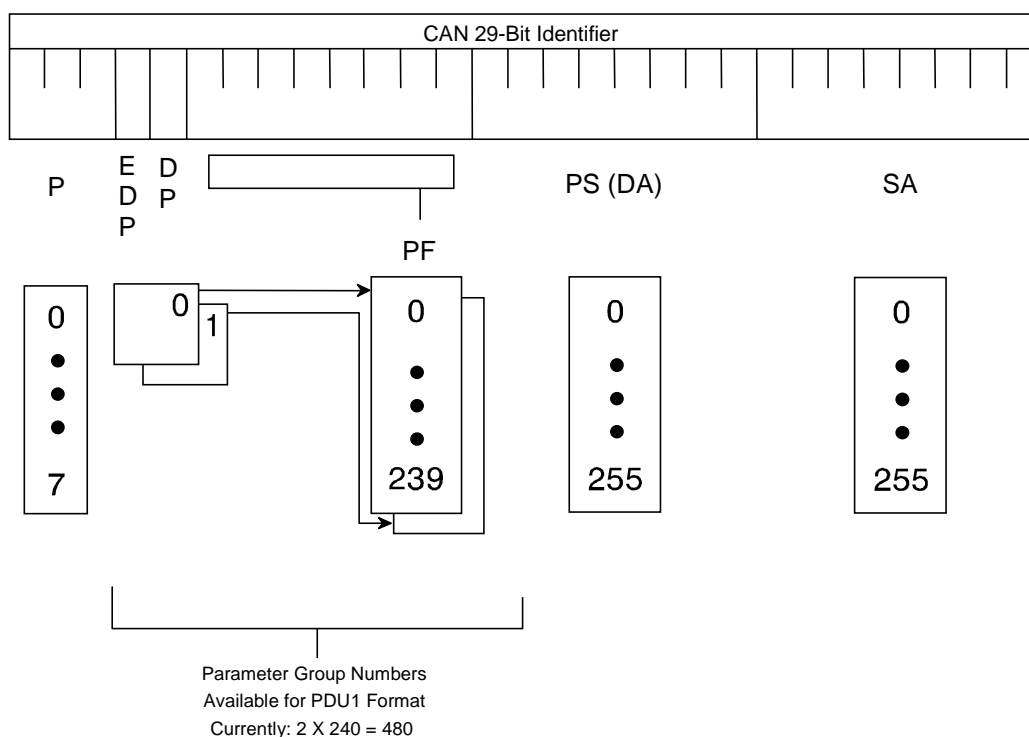 CAN 29-Bit Identifier
P
E
D
P
D
P
PS (DA)
SA
PF
0
7
0
1
0
239
0
255
0
255
Parameter Group Numbers
Available for PDU1 Format
Currently: 2 X 240 = 480